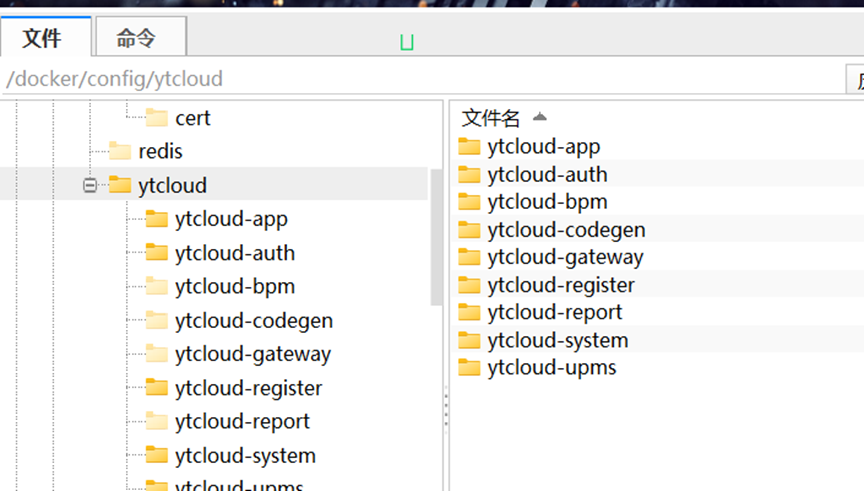 文件
命令
/docker/config/ytcloud
cert
redis
ytcloud
ytcloud-app
ytcloud-auth
ytcloud-bpm
ytcloud-codegen
ytcloud-gateway
ytcloud-register
ytcloud-report
ytcloud-system
ytcloud-upms
文件名
ytcloud-app
ytcloud-auth
ytcloud-bpm
ytcloud-codegen
ytcloud-gateway
ytcloud-register
ytcloud-report
ytcloud-system
ytcloud-upms